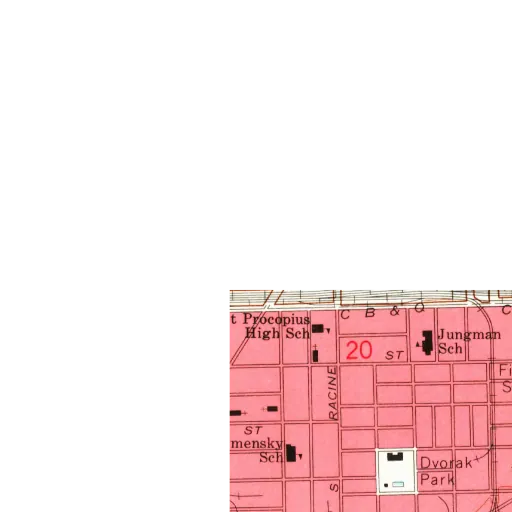 C B & Q C
t Procopius
High Sch
Jungman
Sch
20 ST
RACINE
Fi
S
ST
mensky
Sch
Dvorak
Park
S